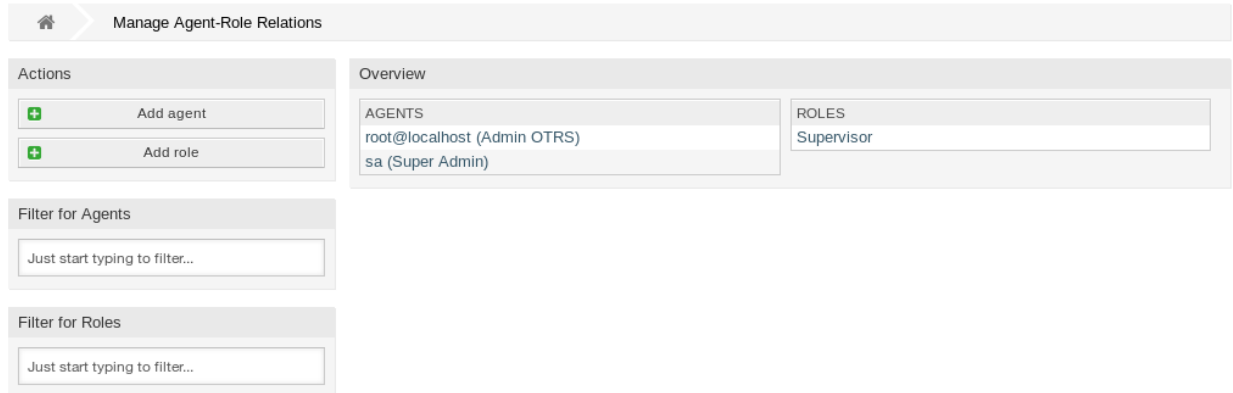 Manage Agent-Role Relations
Actions
Add agent
Add role
Filter for Agents
Just start typing to filter...
Filter for Roles
Just start typing to filter...
Overview
AGENTS
root@localhost (Admin OTRS)
sa (Super Admin)
ROLES
Supervisor